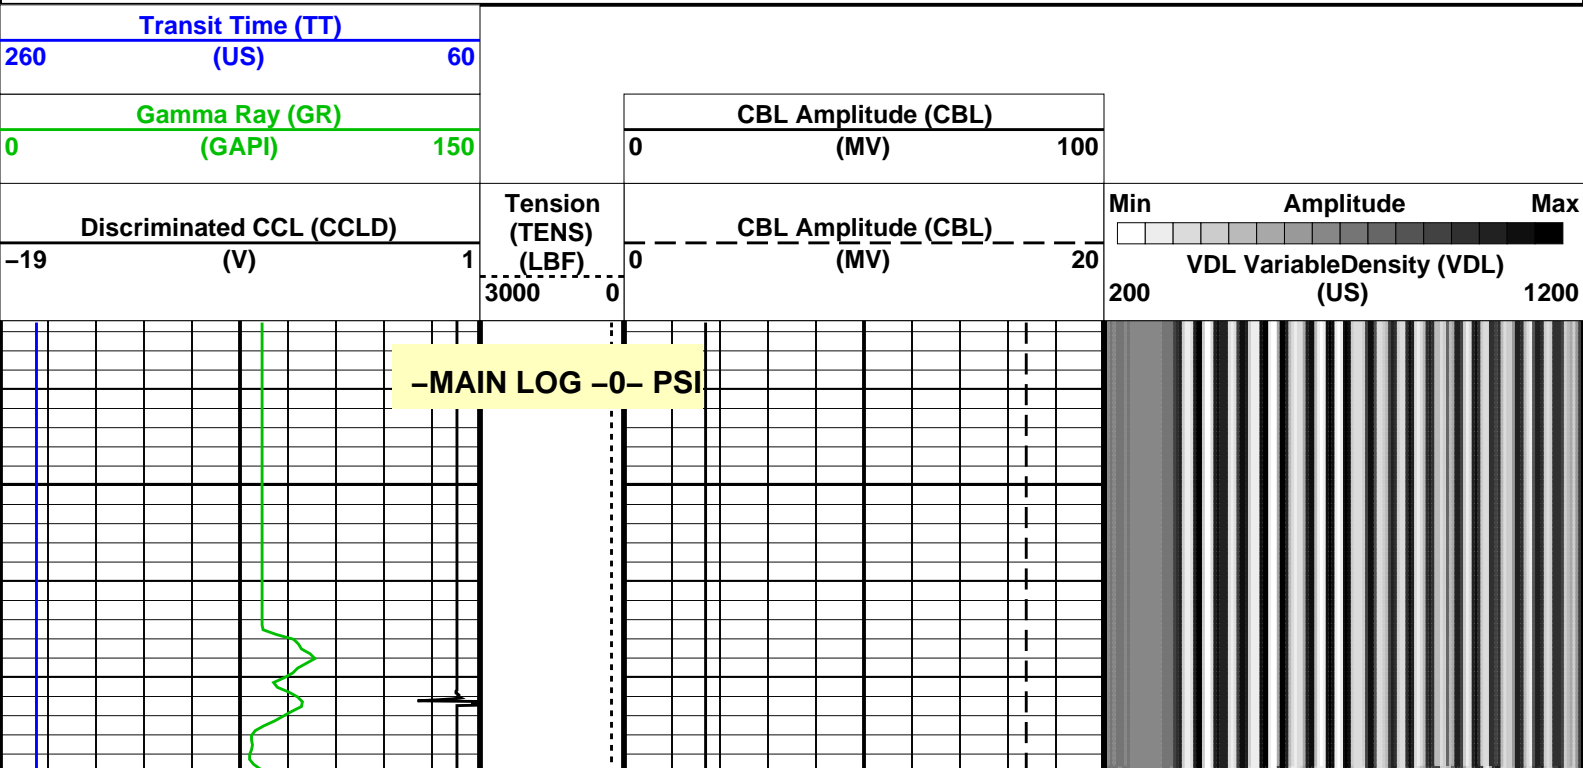 Transit Time (TT)
260 (US) 60
Gamma Ray (GR)
0 (GAPI) 150
CBL Amplitude (CBL)
0 (MV) 100
Discriminated CCL (CCLD)
–19 (V) 1
Tension
(TENS)
(LBF)
3000 0
CBL Amplitude (CBL)
0 (MV) 20
Min Amplitude Max
VDL VariableDensity (VDL)
200 (US) 1200
–MAIN LOG –0– PSI